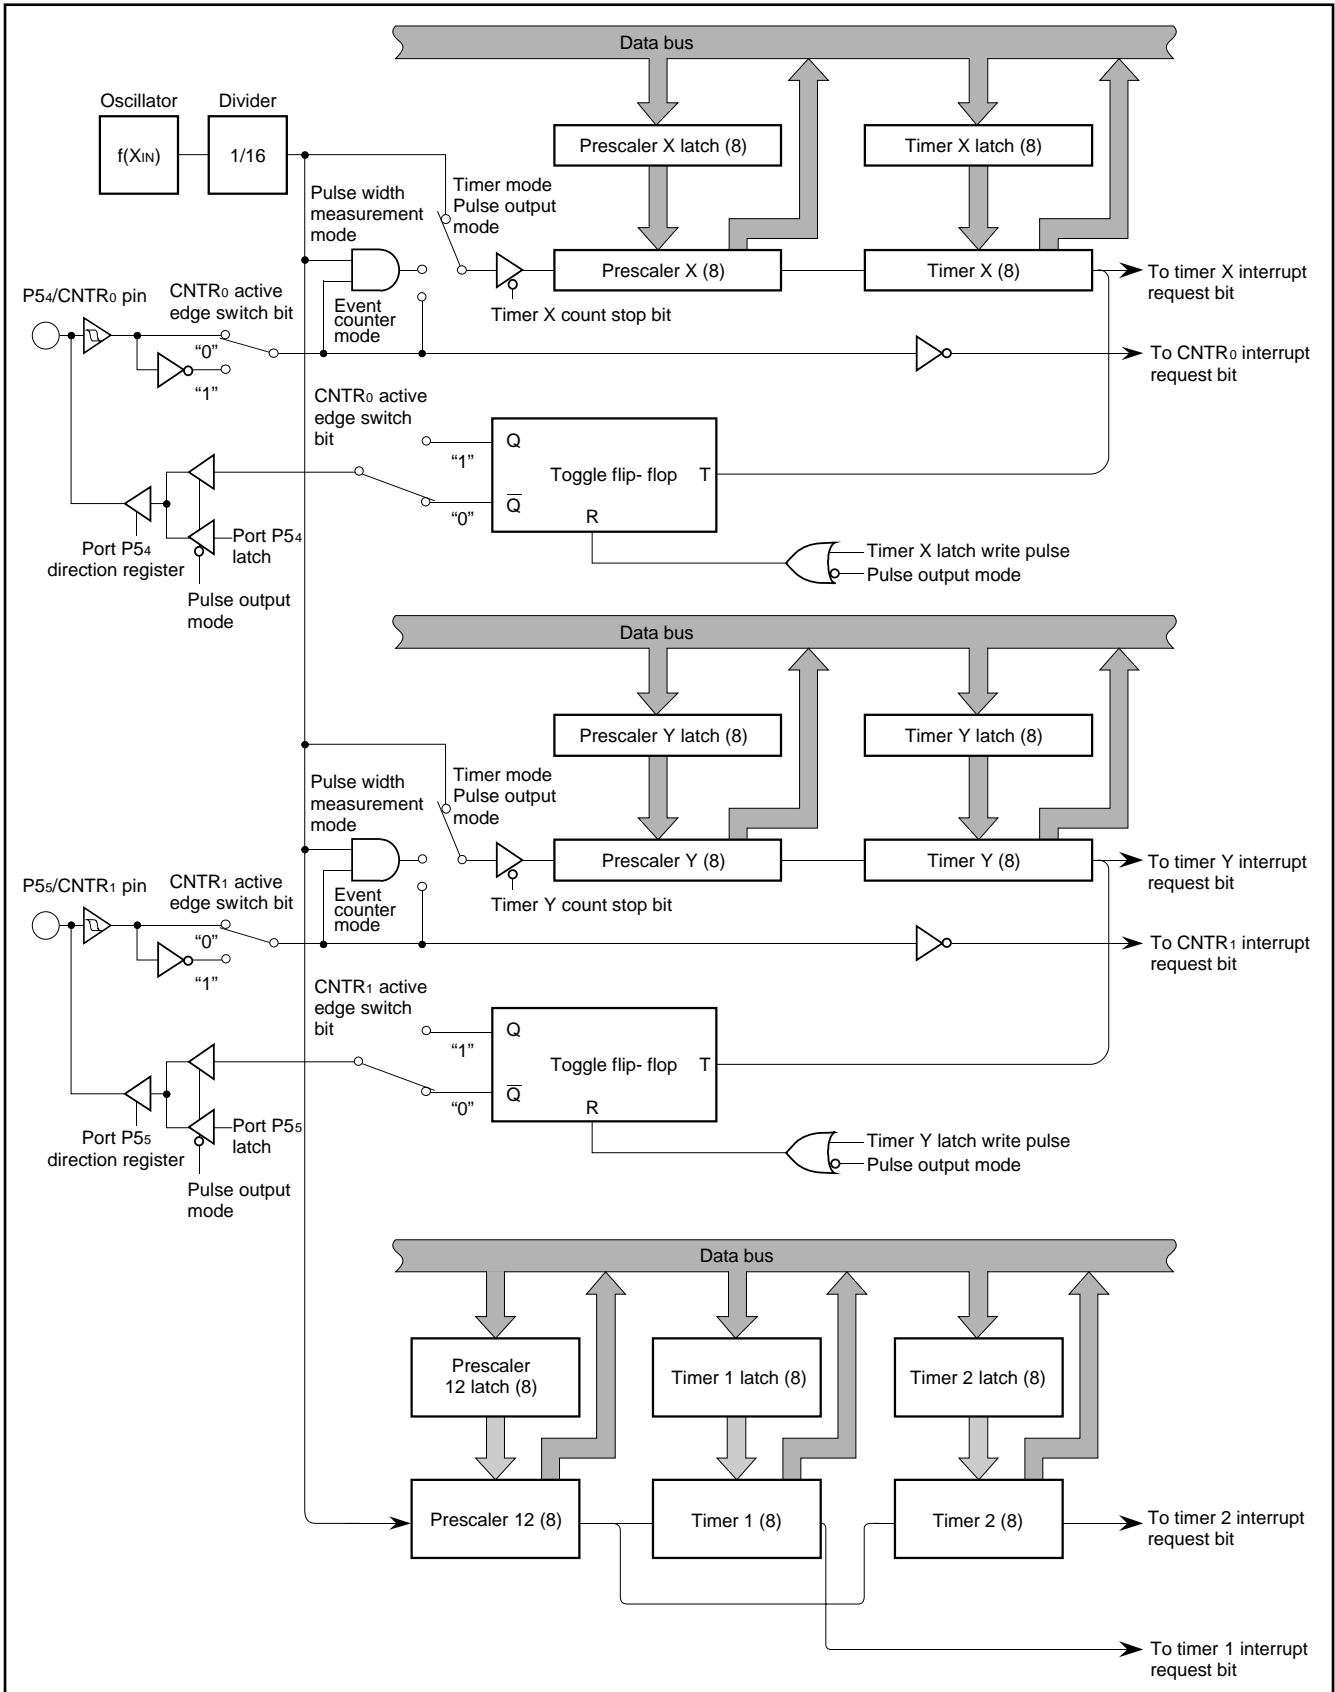 Data bus
Oscillator
Divider
f(XIN)
1/16
Prescaler X latch (8)
Timer X latch (8)
Pulse width
measurement
mode
Timer mode
Pulse output
mode
Prescaler X (8)
Timer X (8)
To timer X interrupt
request bit
P54/CNTR0 pin
CNTR0 active
edge switch bit
Event
counter
mode
Timer X count stop bit
“0”
“1”
To CNTR0 interrupt
request bit
CNTR0 active
edge switch
bit
“1”
Q
Toggle flip- flop
T
“0”
Q̅
R
Port P54
direction register
Port P54
latch
Pulse output
mode
Timer X latch write pulse
Pulse output mode
Data bus
Prescaler Y latch (8)
Timer Y latch (8)
Pulse width
measurement
mode
Timer mode
Pulse output
mode
Prescaler Y (8)
Timer Y (8)
To timer Y interrupt
request bit
P55/CNTR1 pin
CNTR1 active
edge switch bit
Event
counter
mode
Timer Y count stop bit
“0”
“1”
To CNTR1 interrupt
request bit
CNTR1 active
edge switch
bit
“1”
Q
Toggle flip- flop
T
“0”
Q̅
R
Port P55
direction register
Port P55
latch
Pulse output
mode
Timer Y latch write pulse
Pulse output mode
Data bus
Prescaler
12 latch (8)
Timer 1 latch (8)
Timer 2 latch (8)
Prescaler 12 (8)
Timer 1 (8)
Timer 2 (8)
To timer 2 interrupt
request bit
To timer 1 interrupt
request bit